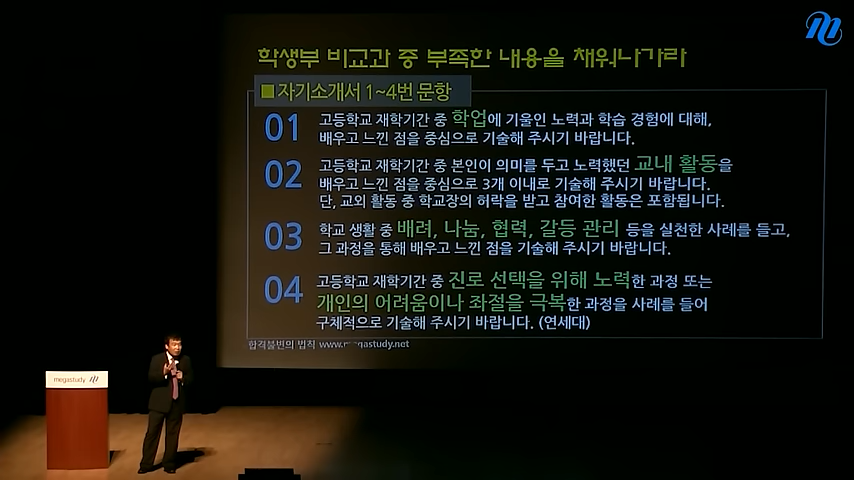 학생부 비교과 중 부족한 내용을 채워나가라
자기소개서 1~4번 문항
01
고등학교 재학기간 중 학업에 기울인 노력과 학습 경험에 대해,
배우고 느낀 점을 중심으로 기술해 주시기 바랍니다.
02
고등학교 재학기간 중 본인이 의미를 두고 노력했던 교내 활동을
배우고 느낀 점을 중심으로 3개 이내로 기술해 주시기 바랍니다.
단, 교외 활동 중 학교장의 허락을 받고 참여한 활동은 포함됩니다.
03
학교 생활 중 배려, 나눔, 협력, 갈등 관리 등을 실천한 사례를 들고,
그 과정을 통해 배우고 느낀 점을 기술해 주시기 바랍니다.
04
고등학교 재학기간 중 진로 선택을 위해 노력한 과정 또는
개인의 어려움이나 좌절을 극복한 과정을 사례를 들어
구체적으로 기술해 주시기 바랍니다. (연세대)
합격불변의 법칙 www.megastudy.net
megastudy